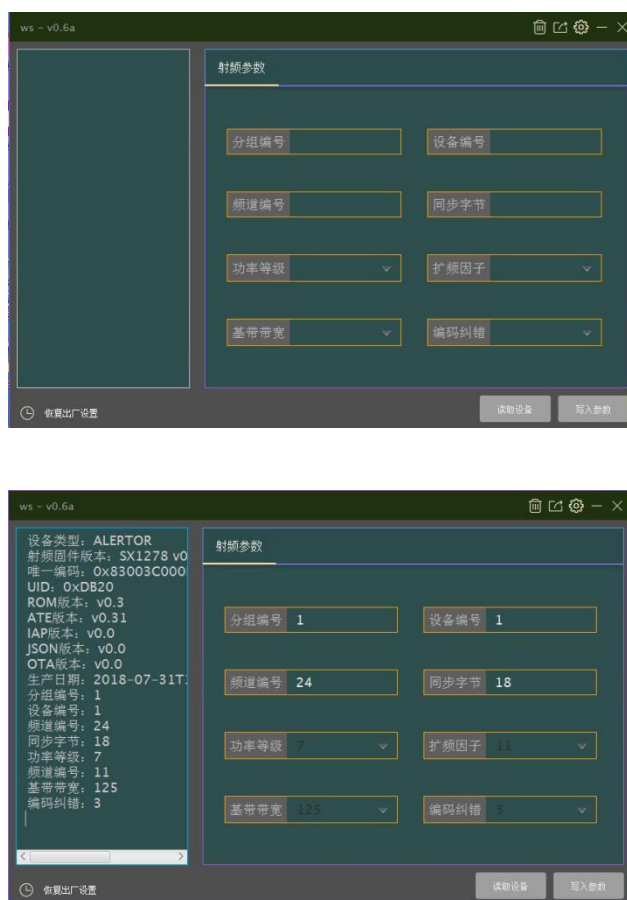 ws - v0.6a
射频参数
分组编号
设备编号
频道编号
同步字节
功率等级
扩频因子
基带带宽
编码纠错
恢复出厂设置
读取设备
写入参数
ws - v0.6a
设备类型: ALERTOR
射频固件版本: SX1278 v0
唯一编码: 0x83003C000
UID: 0xDB20
ROM版本: v0.3
ATE版本: v0.31
IAP版本: v0.0
JSON版本: v0.0
OTA版本: v0.0
生产日期: 2018-07-31T
分组编号: 1
设备编号: 1
频道编号: 24
同步字节: 18
功率等级: 7
频道编号: 11
基带带宽: 125
编码纠错: 3
射频参数
分组编号 1
设备编号 1
频道编号 24
同步字节 18
功率等级 7
扩频因子 11
基带带宽 125
编码纠错 3
恢复出厂设置
读取设备
写入参数